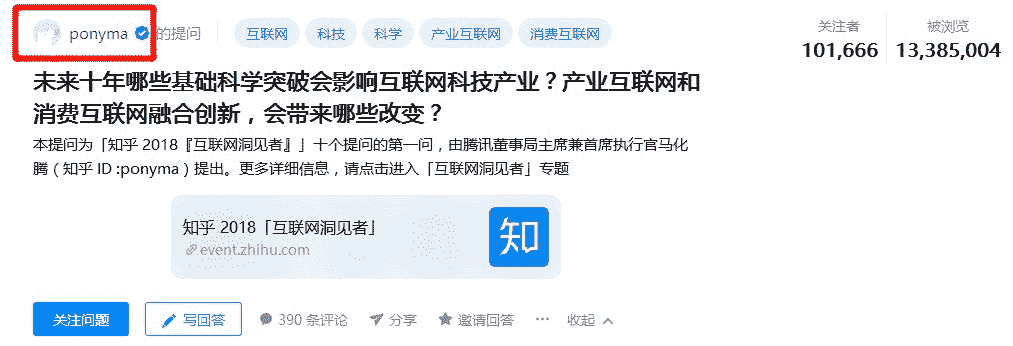 ponyma 的提问 互联网 科技 科学 产业互联网 消费互联网
关注者 被浏览
101,666 13,385,004
未来十年哪些基础科学突破会影响互联网科技产业？产业互联网和
消费互联网融合创新，会带来哪些改变？
本提问为「知乎 2018『互联网洞见者』」十个提问的第一问，由腾讯董事局主席兼首席执行官马化
腾（知乎 ID :ponyma）提出。更多详细信息，请点击进入「互联网洞见者」专题
知乎 2018「互联网洞见者」
event.zhihu.com
知
关注问题 写回答 390 条评论 分享 邀请回答 ··· 收起